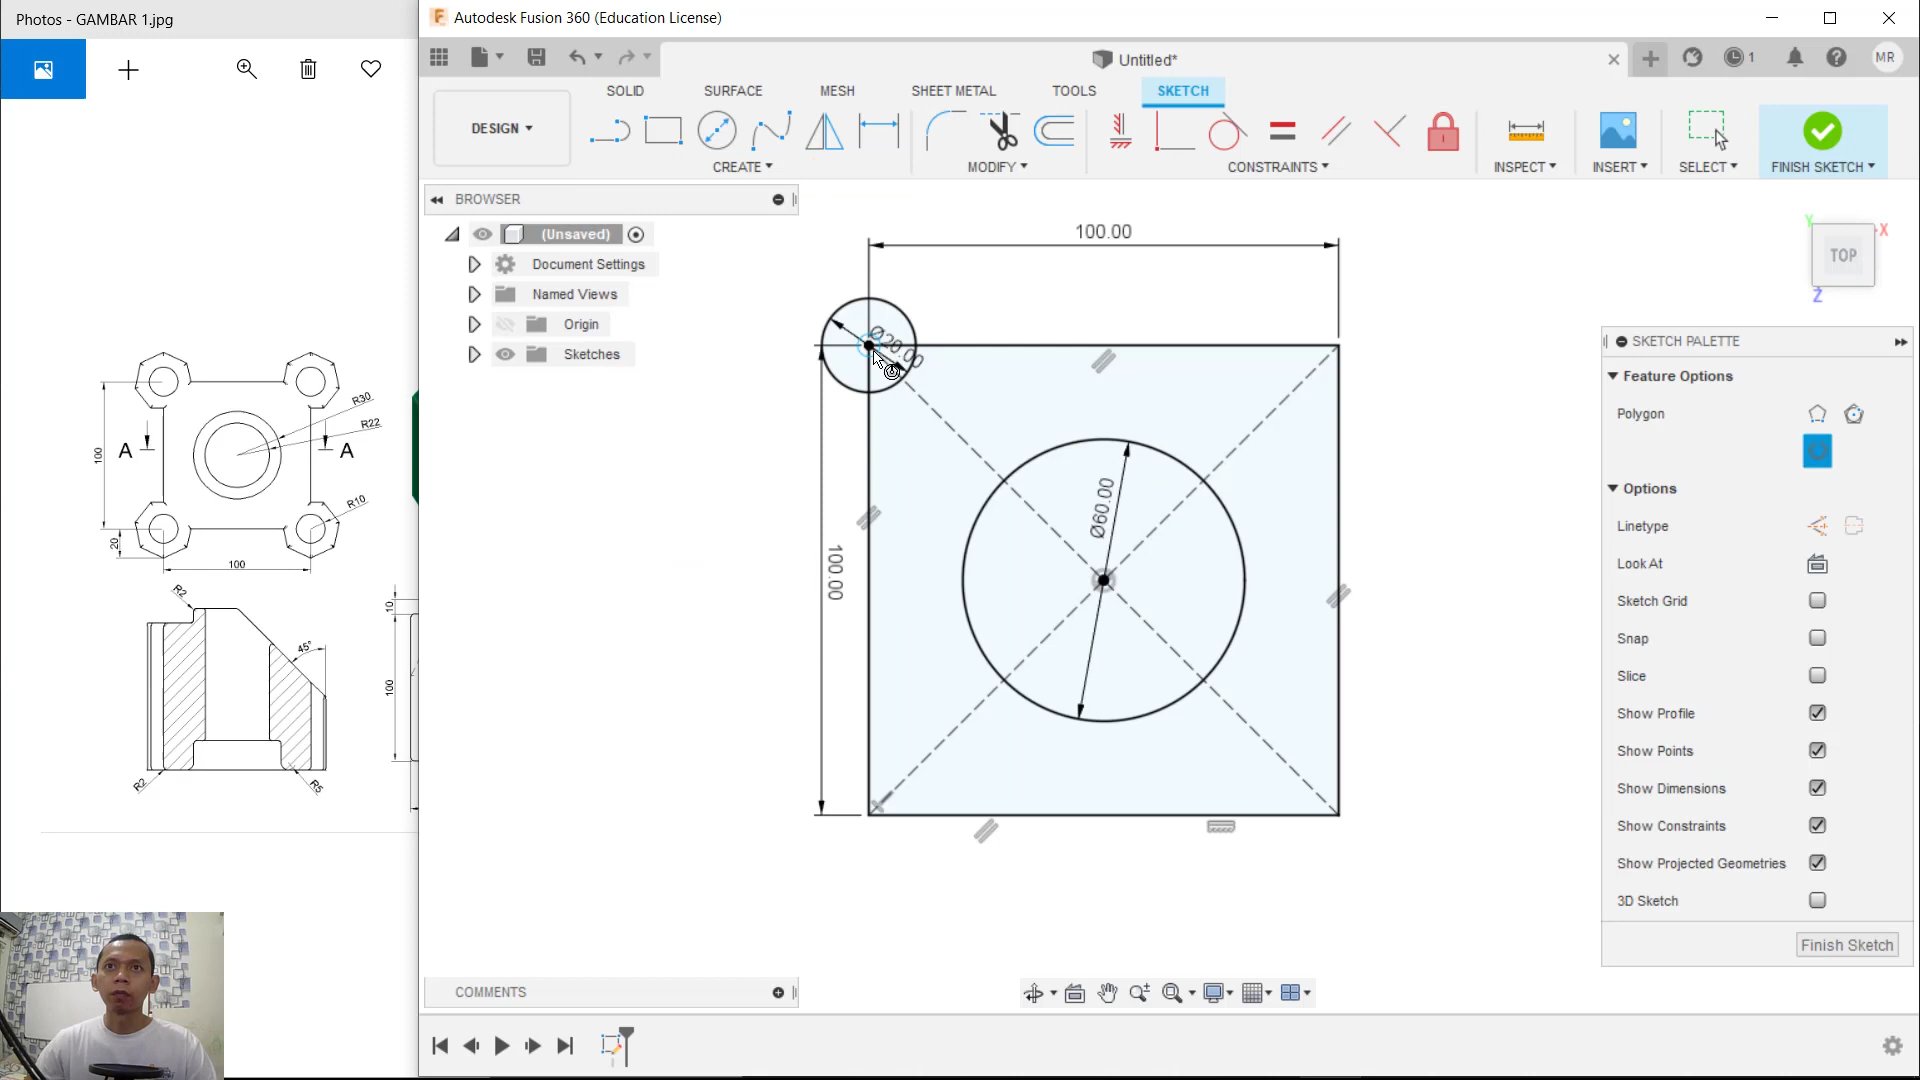 Photos - GAMBAR 1.jpg
Autodesk Fusion 360 (Education License)
Untitled*
1
MR
DESIGN
SOLID
SURFACE
MESH
SHEET METAL
TOOLS
SKETCH
CREATE
MODIFY
CONSTRAINTS
INSPECT
INSERT
SELECT
FINISH SKETCH
BROWSER
(Unsaved)
Document Settings
Named Views
Origin
Sketches
100.00
Ø20.00
Ø60.00
100.00
Y
X
TOP
Z
SKETCH PALETTE
Feature Options
Polygon
Options
Linetype
Look At
Sketch Grid
Snap
Slice
Show Profile
Show Points
Show Dimensions
Show Constraints
Show Projected Geometries
3D Sketch
Finish Sketch
R30
R22
A
A
100
R10
20
100
R2
45°
10
100
R2
R5
COMMENTS